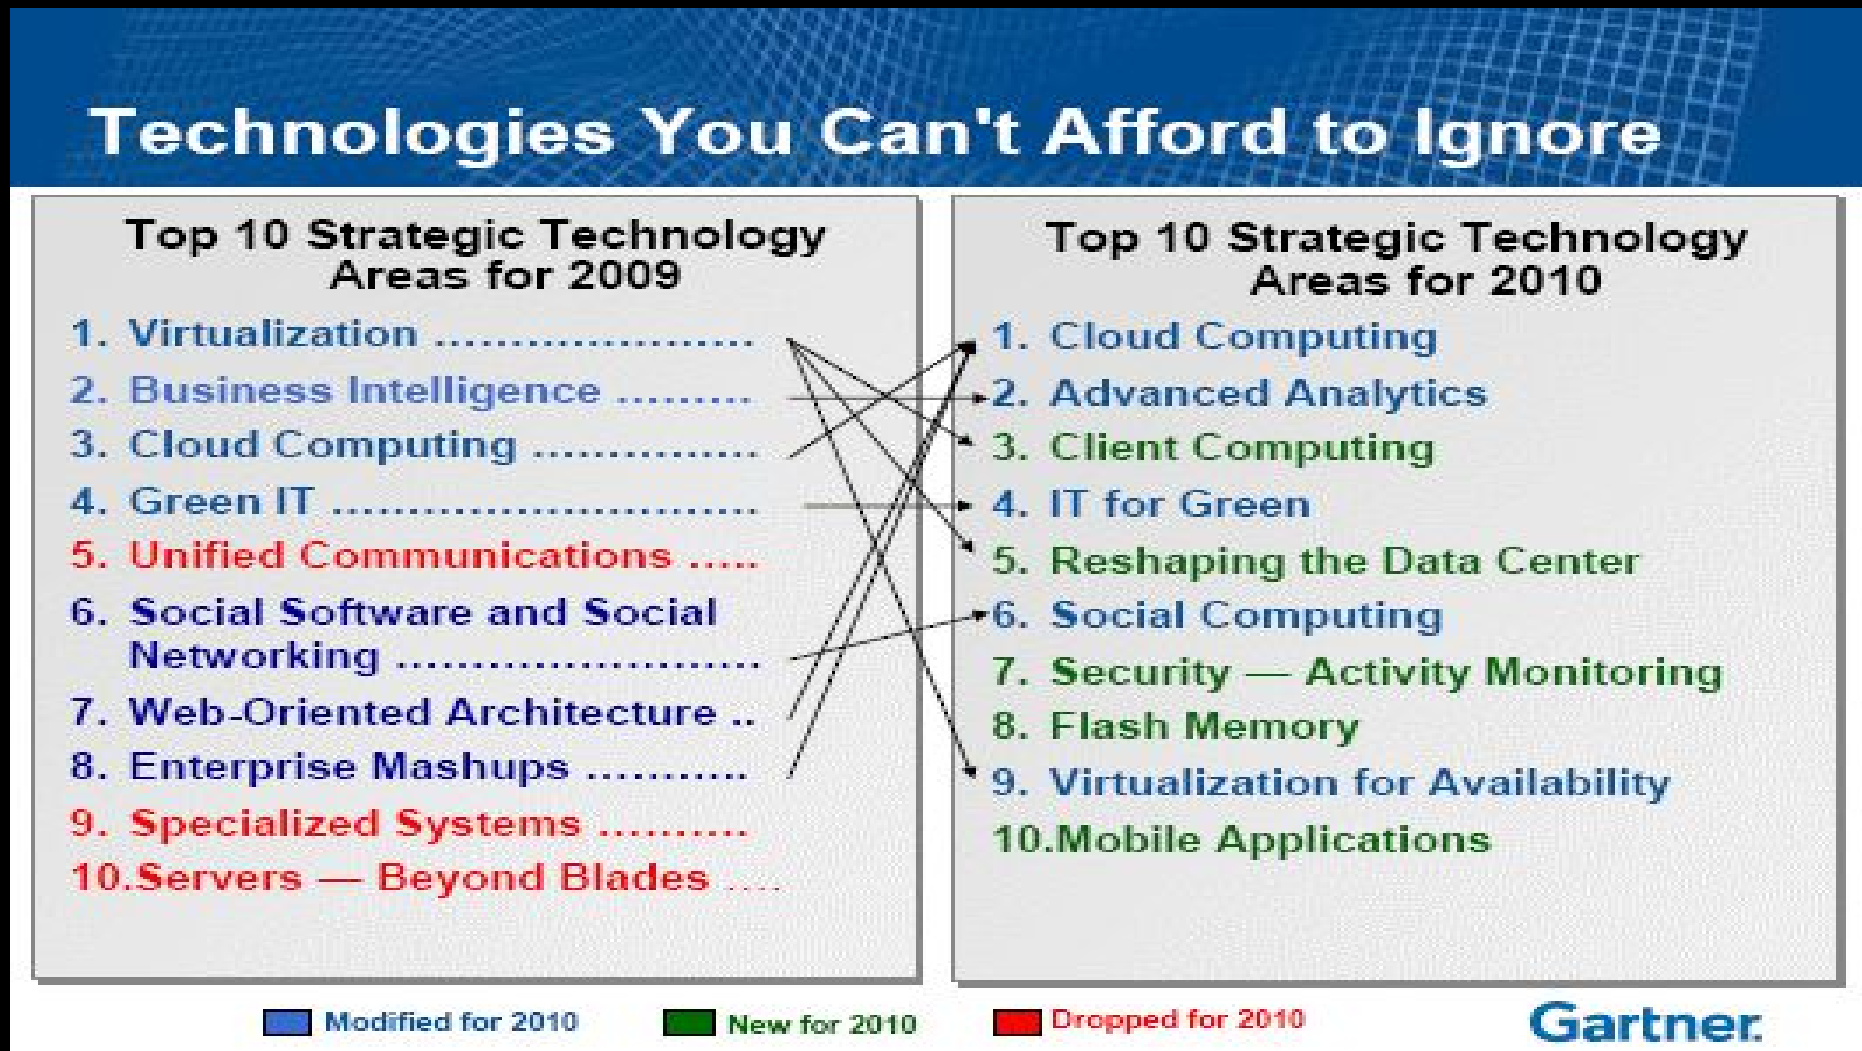 Technologies You Can't Afford to Ignore
Top 10 Strategic Technology
Areas for 2009
1. Virtualization .....................
2. Business Intelligence .........
3. Cloud Computing ...............
4. Green IT ............................
5. Unified Communications .....
6. Social Software and Social
Networking ........................
7. Web-Oriented Architecture ..
8. Enterprise Mashups ...........
9. Specialized Systems ..........
10.Servers — Beyond Blades ....
Top 10 Strategic Technology
Areas for 2010
1. Cloud Computing
2. Advanced Analytics
3. Client Computing
4. IT for Green
5. Reshaping the Data Center
6. Social Computing
7. Security — Activity Monitoring
8. Flash Memory
9. Virtualization for Availability
10.Mobile Applications
Modified for 2010
New for 2010
Dropped for 2010
Gartner.